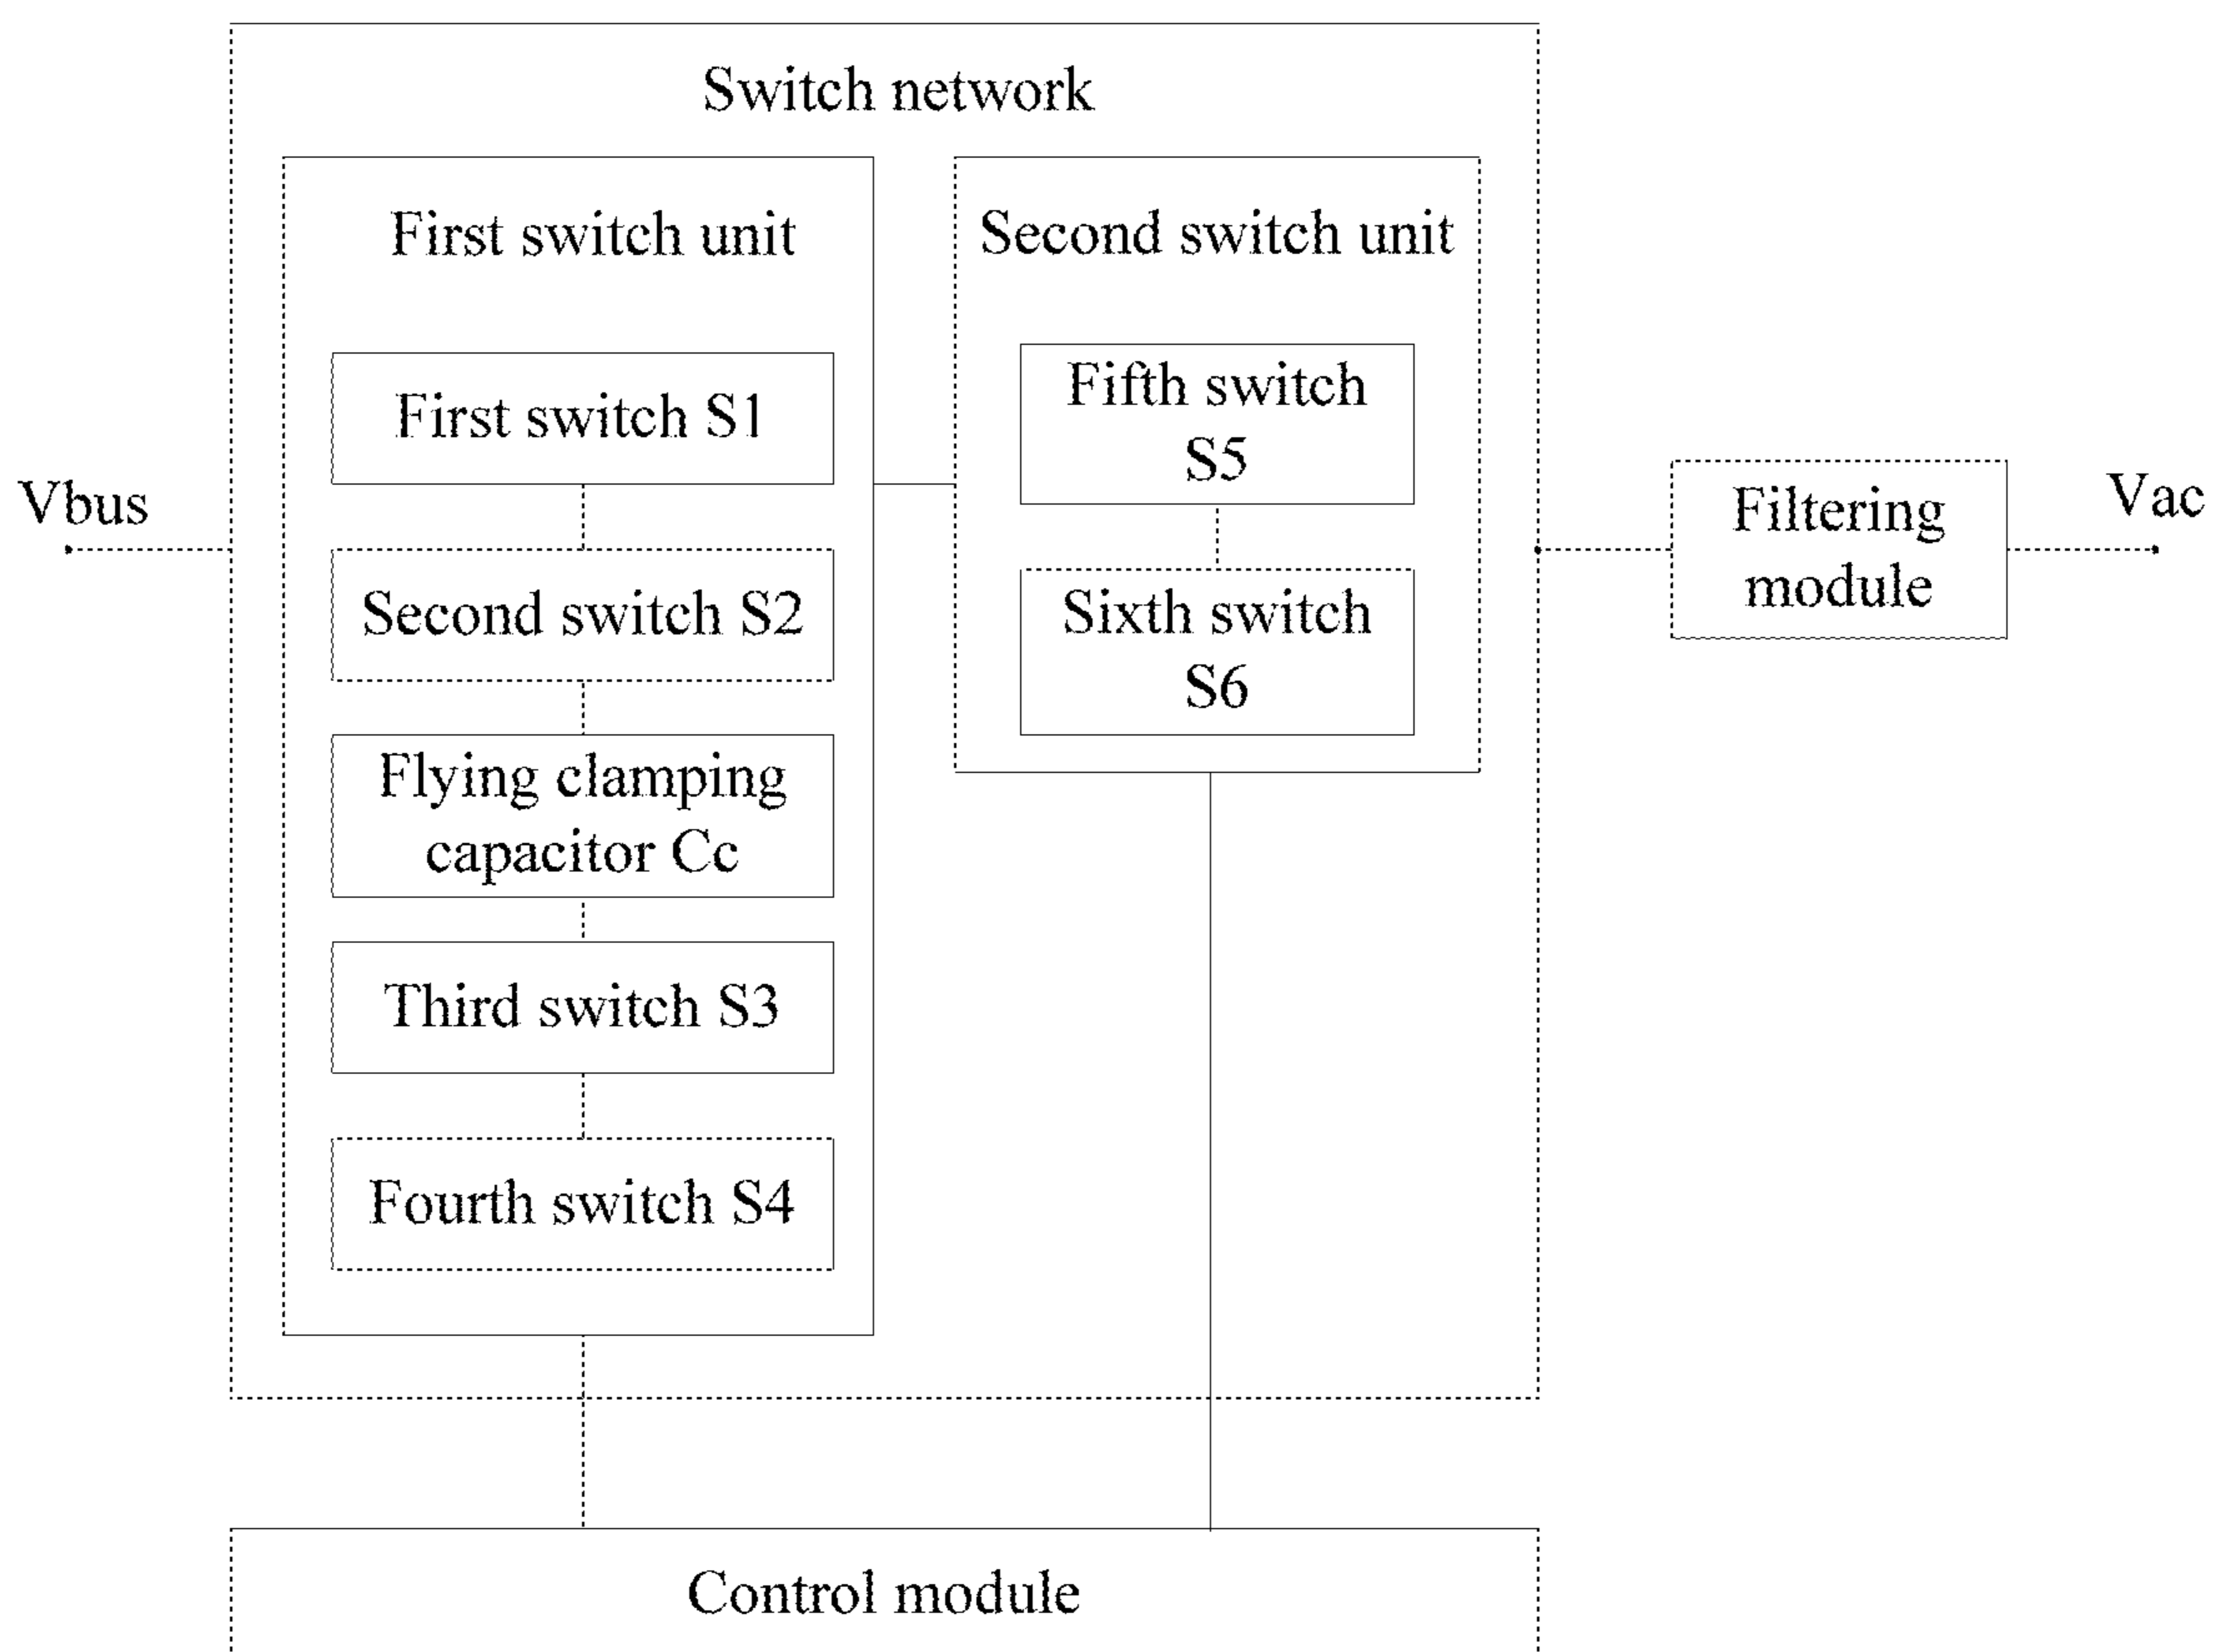 Switch network
First switch unit
Second switch unit
First switch S1
Second switch S2
Flying clamping
capacitor Cc
Third switch S3
Fourth switch S4
Fifth switch
S5
Sixth switch
S6
Vbus
Filtering
module
Vac
Control module